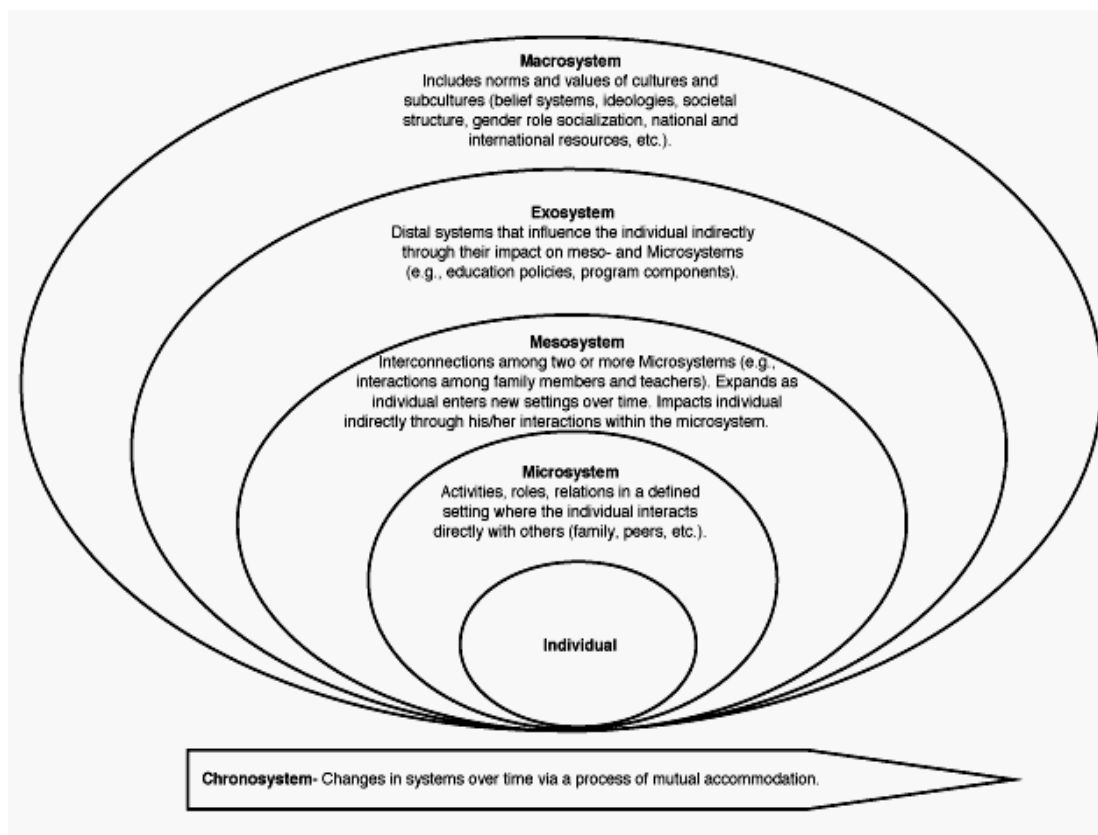 Macrosystem
Includes norms and values of cultures and
subcultures (belief systems, ideologies, societal
structure, gender role socialization, national and
international resources, etc.).
Exosystem
Distal systems that influence the individual indirectly
through their impact on meso- and Microsystems
(e.g., education policies, program components).
Mesosystem
Interconnections among two or more Microsystems (e.g.,
interactions among family members and teachers). Expands as
individual enters new settings over time. Impacts individual
indirectly through his/her interactions within the microsystem.
Microsystem
Activities, roles, relations in a defined
setting where the individual interacts
directly with others (family, peers, etc.).
Individual
Chronosystem- Changes in systems over time via a process of mutual accommodation.